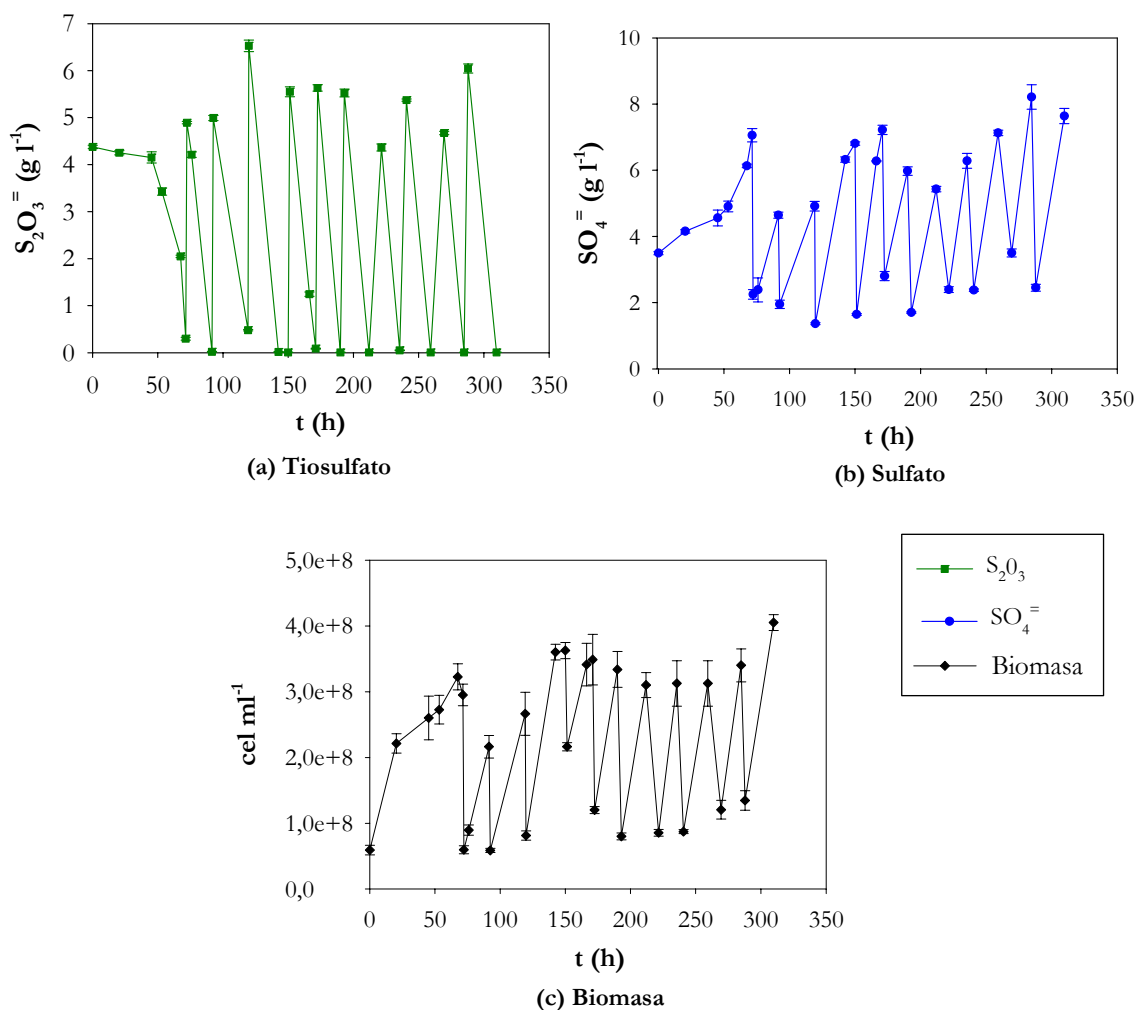 7
6
5
4
3
2
1
0
S₂O₃⁼ (g l⁻¹)
0 50 100 150 200 250 300 350
t (h)
(a) Tiosulfato
10
8
6
4
2
0
SO₄⁼ (g l⁻¹)
0 50 100 150 200 250 300 350
t (h)
(b) Sulfato
5,0e+8
4,0e+8
3,0e+8
2,0e+8
1,0e+8
0,0
cel ml⁻¹
0 50 100 150 200 250 300 350
t (h)
(c) Biomasa
S₂0₃
SO₄⁼
Biomasa